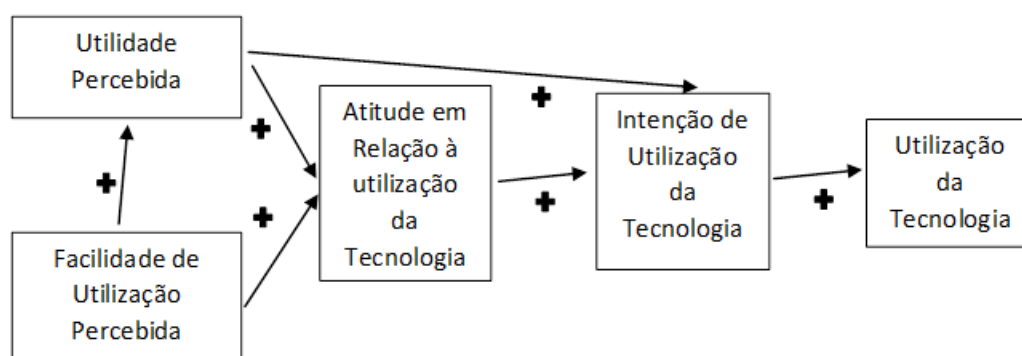 Utilidade
Percebida
Atitude em
Relação à
utilização
da
Tecnologia
Intenção de
Utilização
da
Tecnologia
Utilização
da
Tecnologia
Facilidade de
Utilização
Percebida